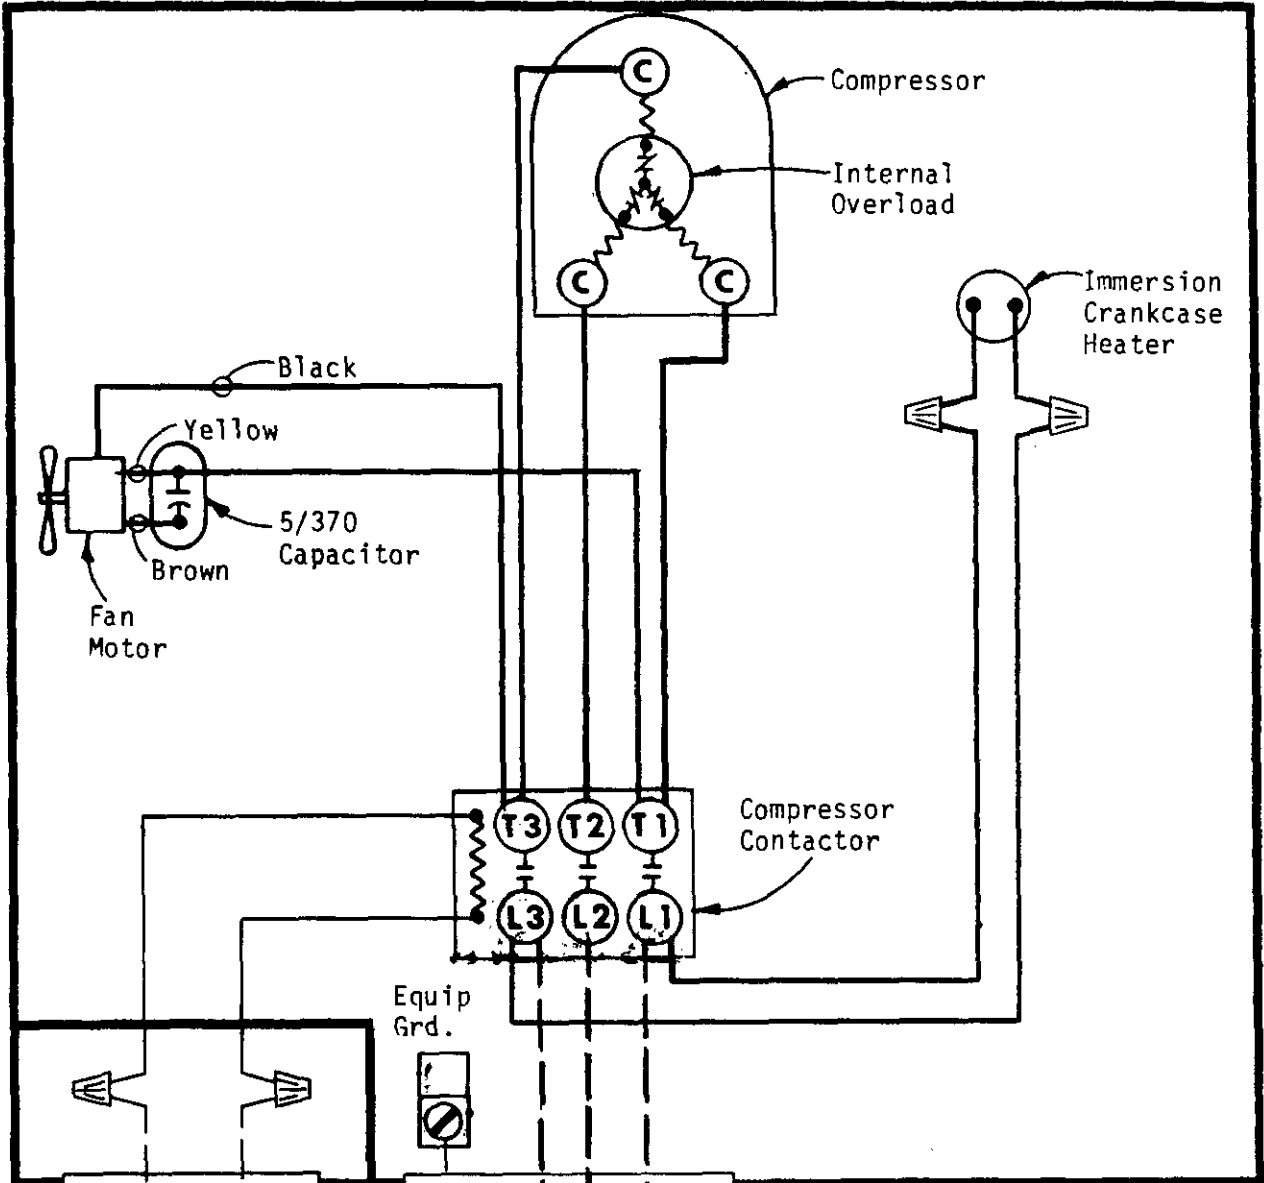 C
Compressor
Internal
Overload
C
C
Immersion
Crankcase
Heater
Black
Yellow
5/370
Capacitor
Brown
Fan
Motor
Compressor
Contactor
T3
T2
T1
L3
L2
L1
Equip
Grd.